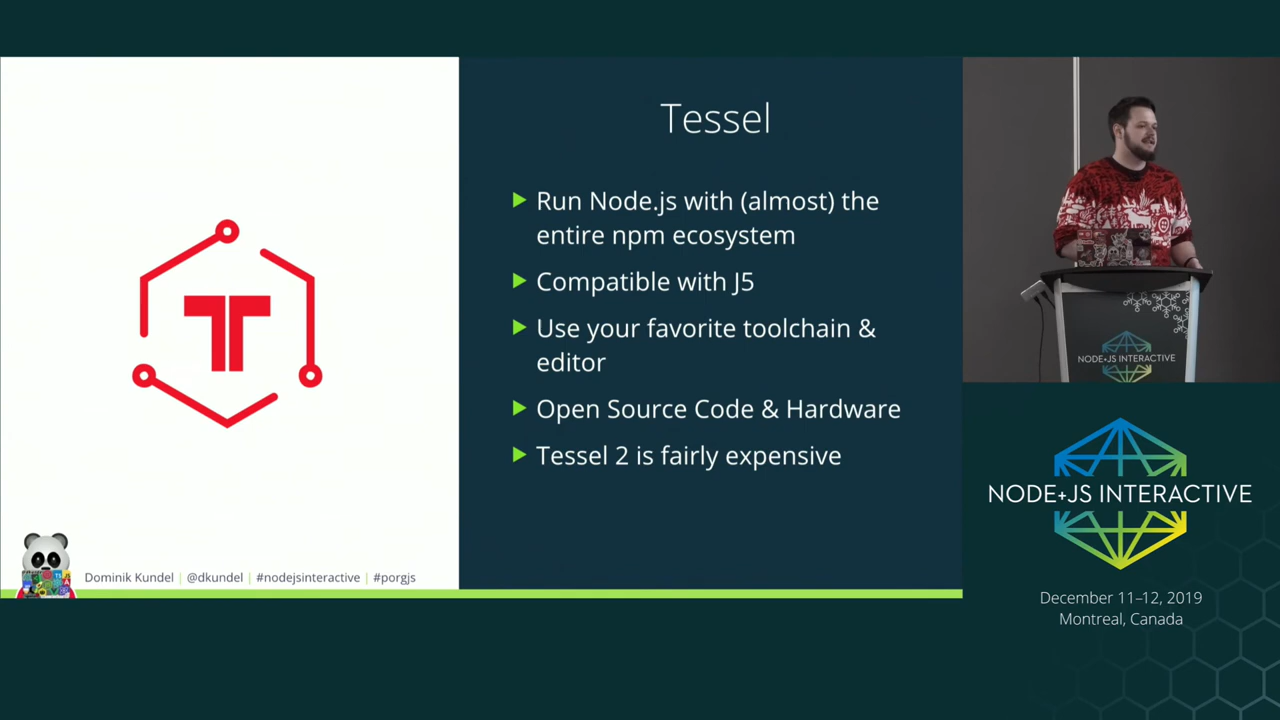 Tessel
Run Node.js with (almost) the
entire npm ecosystem
Compatible with J5
Use your favorite toolchain &
editor
Open Source Code & Hardware
Tessel 2 is fairly expensive
Dominik Kundel | @dkundel | #nodejsinteractive | #porgjs
NODE+JS INTERACTIVE
NODE+JS INTERACTIVE
December 11–12, 2019
Montreal, Canada